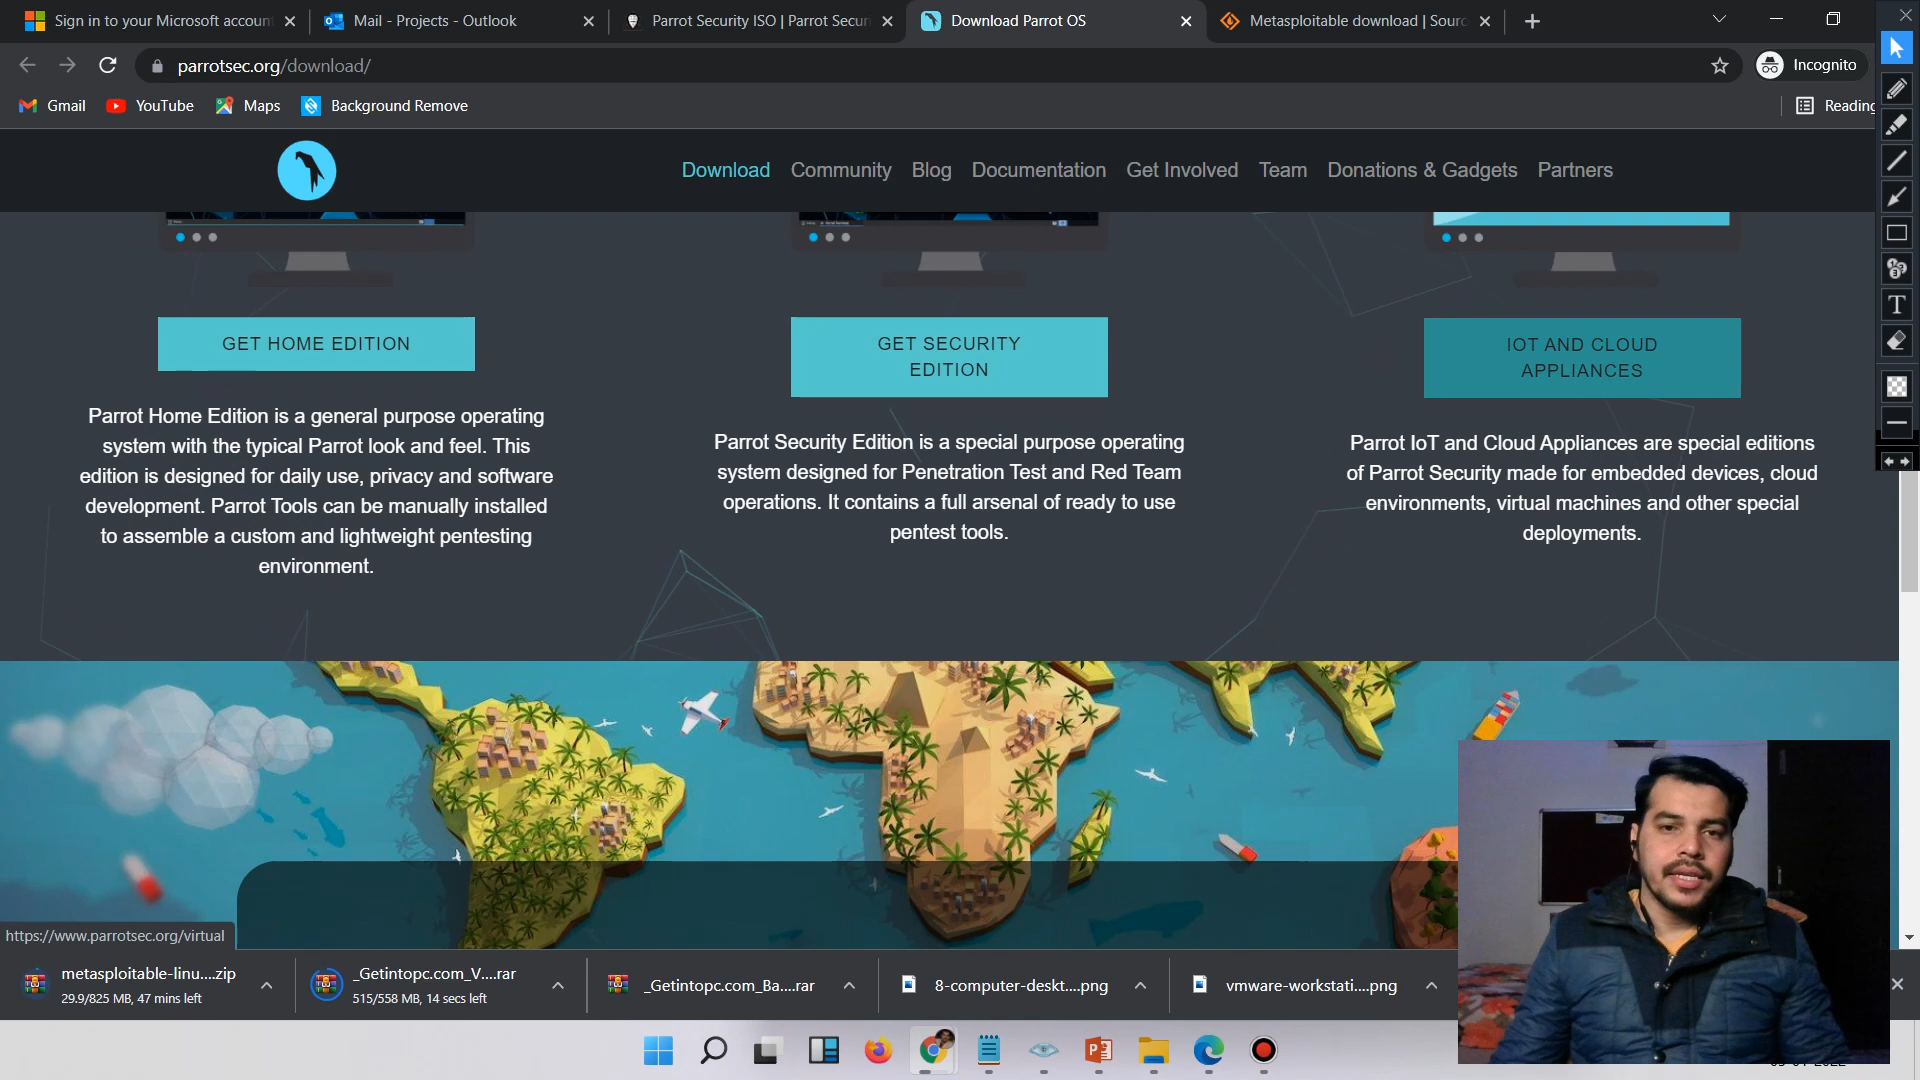 Sign in to your Microsoft account
Mail - Projects - Outlook
Parrot Security ISO | Parrot Secur
Download Parrot OS
Metasploitable download | Sourc
parrotsec.org/download/
Incognito
Gmail
YouTube
Maps
Background Remove
Reading
Download
Community
Blog
Documentation
Get Involved
Team
Donations & Gadgets
Partners
GET HOME EDITION
Parrot Home Edition is a general purpose operating
system with the typical Parrot look and feel. This
edition is designed for daily use, privacy and software
development. Parrot Tools can be manually installed
to assemble a custom and lightweight pentesting
environment.
GET SECURITY
EDITION
Parrot Security Edition is a special purpose operating
system designed for Penetration Test and Red Team
operations. It contains a full arsenal of ready to use
pentest tools.
IOT AND CLOUD
APPLIANCES
Parrot IoT and Cloud Appliances are special editions
of Parrot Security made for embedded devices, cloud
environments, virtual machines and other special
deployments.
https://www.parrotsec.org/virtual
metasploitable-linu....zip
29.9/825 MB, 47 mins left
_Getintopc.com_V....rar
515/558 MB, 14 secs left
_Getintopc.com_Ba....rar
8-computer-deskt....png
vmware-workstati....png